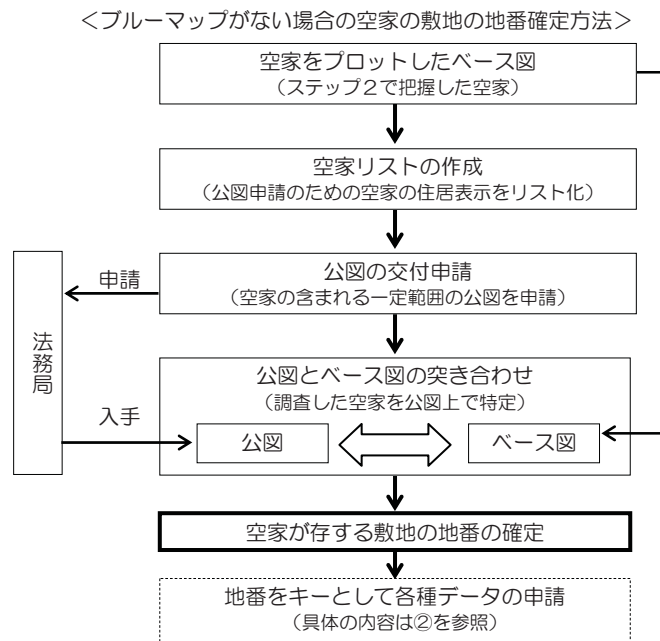 ＜ブルーマップがない場合の空家の敷地の地番確定方法＞
空家をプロットしたベース図
（ステップ２で把握した空家）
空家リストの作成
（公図申請のための空家の住居表示をリスト化）
申請
公図の交付申請
（空家の含まれる一定範囲の公図を申請）
法務局
公図とベース図の突き合わせ
（調査した空家を公図上で特定）
入手
公図
ベース図
空家が存する敷地の地番の確定
地番をキーとして各種データの申請
（具体の内容は②を参照）